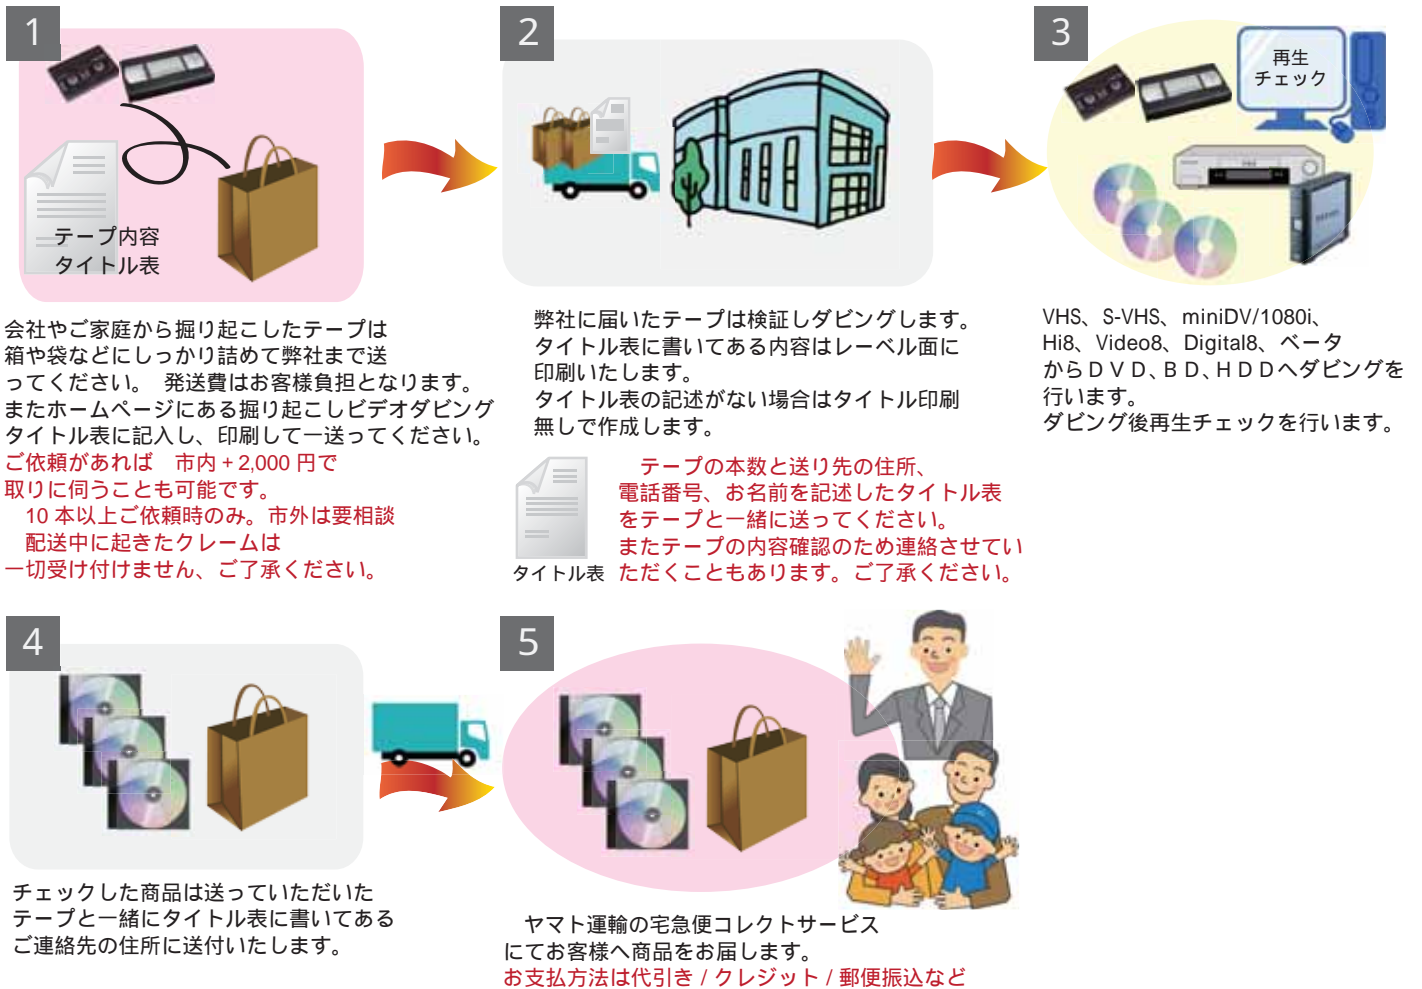 1
テープ内容
タイトル表
会社やご家庭から掘り起こしたテープは
箱や袋などにしっかり詰めて弊社まで送
ってください。 発送費はお客様負担となります。
またホームページにある掘り起こしビデオダビング
タイトル表に記入し、印刷して一送ってください。
ご依頼があれば 市内+2,000 円で
取りに伺うことも可能です。
10 本以上ご依頼時のみ。市外は要相談
配送中に起きたクレームは
一切受け付けません、ご了承ください。
2
弊社に届いたテープは検証しダビングします。
タイトル表に書いてある内容はレーベル面に
印刷いたします。
タイトル表の記述がない場合はタイトル印刷
無しで作成します。
タイトル表
テープの本数と送り先の住所、
電話番号、お名前を記述したタイトル表
をテープと一緒に送ってください。
またテープの内容確認のため連絡させてい
ただくこともあります。ご了承ください。
3
再生
チェック
VHS、S-VHS、miniDV/1080i、
Hi8、Video8、Digital8、ベータ
からDVD、BD、HDDへダビングを
行います。
ダビング後再生チェックを行います。
4
チェックした商品は送っていただいた
テープと一緒にタイトル表に書いてある
ご連絡先の住所に送付いたします。
5
ヤマト運輸の宅急便コレクトサービス
にてお客様へ商品をお届します。
お支払方法は代引き / クレジット / 郵便振込など